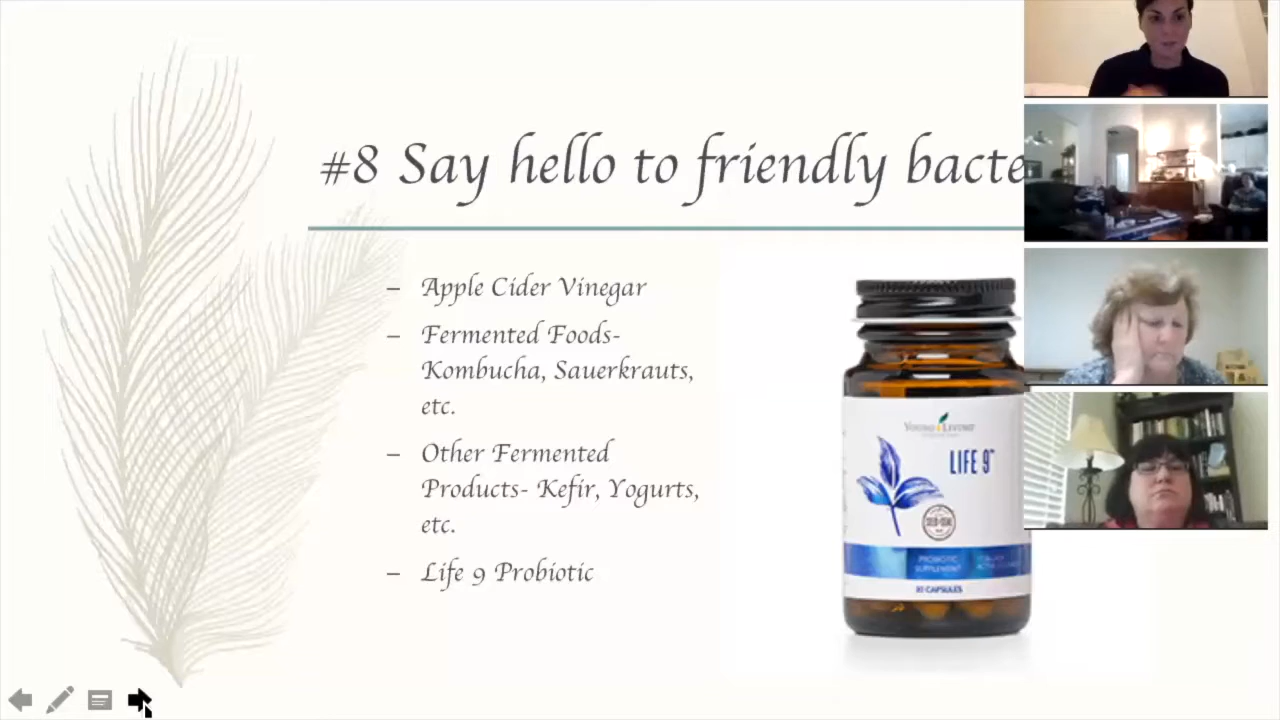 #8 Say hello to friendly bacte
– Apple Cider Vinegar
– Fermented Foods-
Kombucha, Sauerkrauts,
etc.
– Other Fermented
Products- Kefir, Yogurts,
etc.
– Life 9 Probiotic
YOUNG LIVING
LIFE 9™
PROBIOTIC
SUPPLEMENT
30 CAPSULES